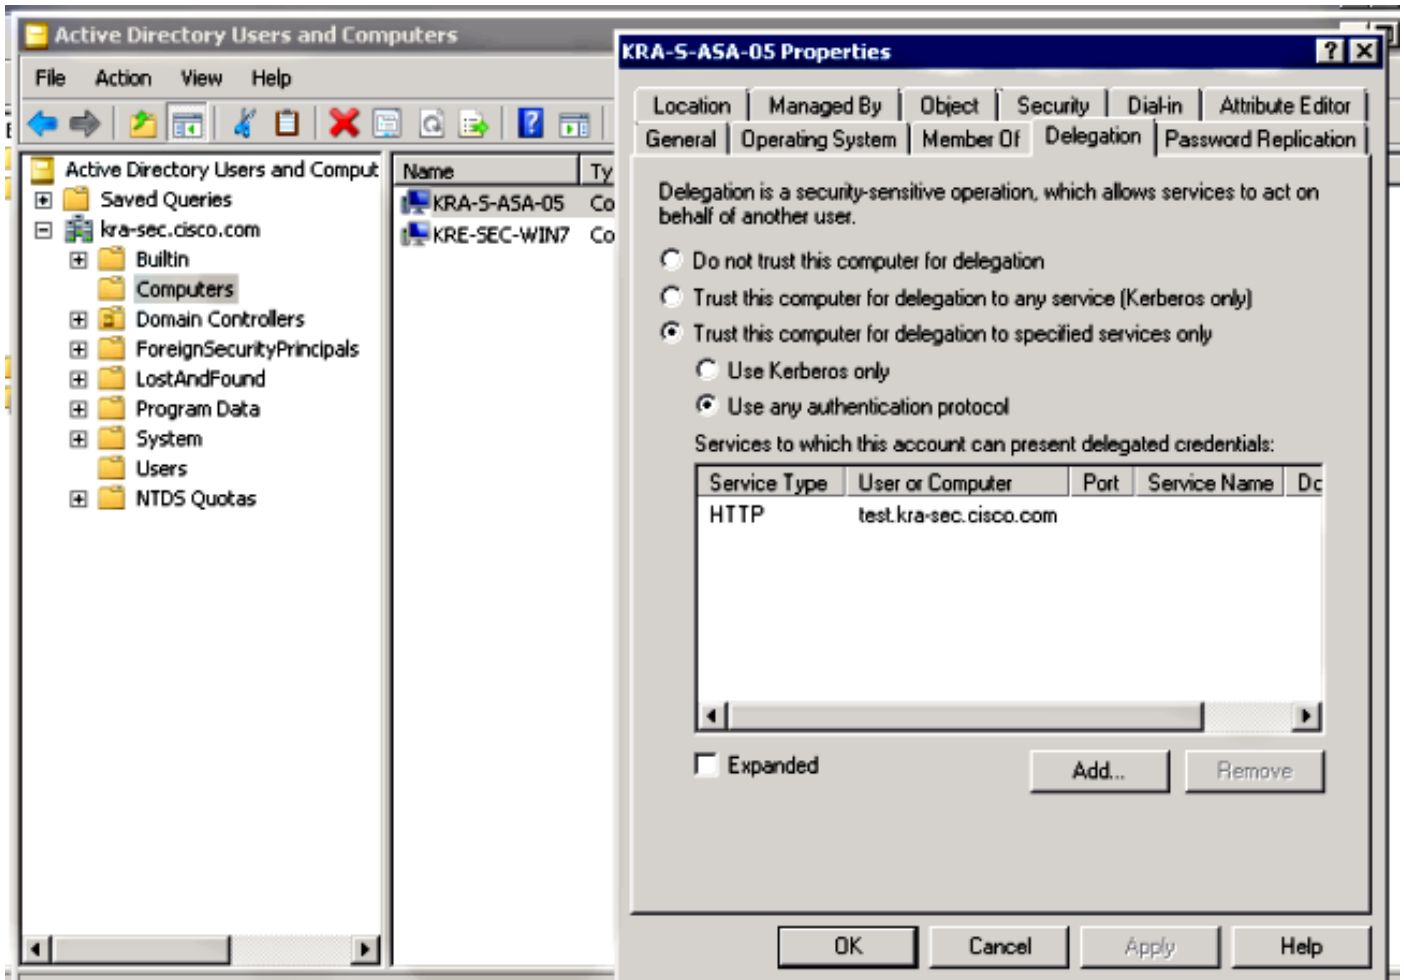 Active Directory Users and Computers
File Action View Help
Active Directory Users and Comput
Saved Queries
kra-sec.cisco.com
Builtin
Computers
Domain Controllers
ForeignSecurityPrincipals
LostAndFound
Program Data
System
Users
NTDS Quotas
Name Ty
KRA-S-ASA-05 Co
KRE-SEC-WIN7 Co
KRA-S-ASA-05 Properties
Location Managed By Object Security Dial-in Attribute Editor
General Operating System Member Of Delegation Password Replication
Delegation is a security-sensitive operation, which allows services to act on
behalf of another user.
Do not trust this computer for delegation
Trust this computer for delegation to any service (Kerberos only)
Trust this computer for delegation to specified services only
Use Kerberos only
Use any authentication protocol
Services to which this account can present delegated credentials:
Service Type User or Computer Port Service Name Dc
HTTP test.kra-sec.cisco.com
Expanded
Add... Remove
OK Cancel Apply Help